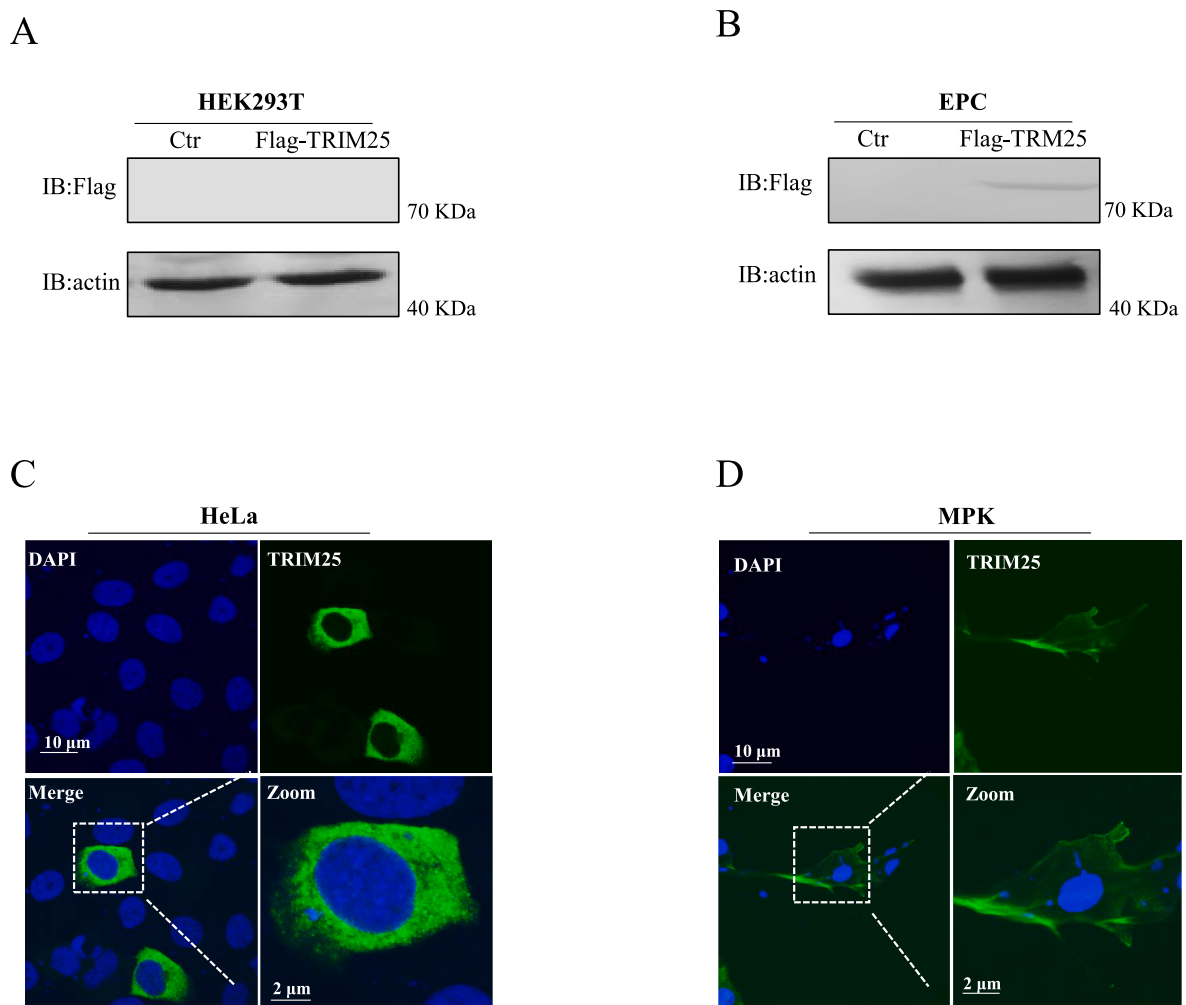 A
B
HEK293T
Ctr Flag-TRIM25
IB:Flag
70 KDa
IB:actin
40 KDa
EPC
Ctr Flag-TRM25
IB:Flag
70 KDa
IB:actin
40 KDa
C
D
HeLa
DAPI
TRIM25
10 μm
Merge
Zoom
2 μm
MPK
DAPI
TRIM25
10 μm
Merge
Zoom
2 μm